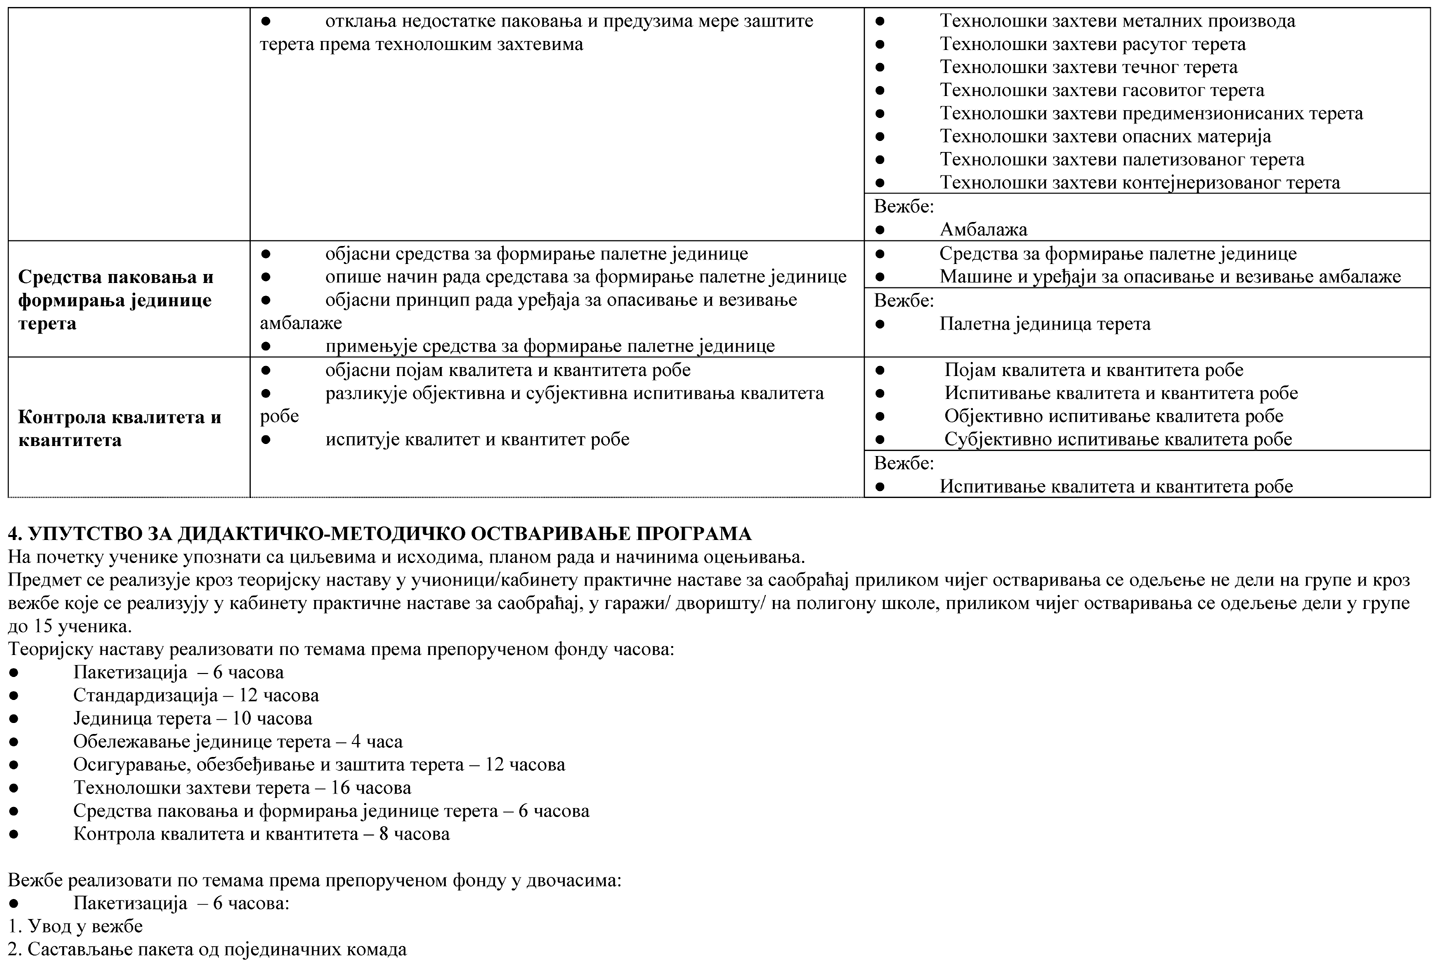 ● отклања недостатке паковања и предузима мере заштите
терета према технолошким захтевима
● Технолошки захтеви металних производа
● Технолошки захтеви расутог терета
● Технолошки захтеви течног терета
● Технолошки захтеви гасовитог терета
● Технолошки захтеви предимензионисаних терета
● Технолошки захтеви опасних материја
● Технолошки захтеви палетизованог терета
● Технолошки захтеви контејнеризованог терета
Вежбе:
● Амбалажа
Средства паковања и
формирања јединице
терета
● објасни средства за формирање палетне јединице
● опише начин рада средстава за формирање палетне јединице
● објасни принцип рада уређаја за опасивање и везивање
амбалаже
● примењује средства за формирање палетне јединице
● Средства за формирање палетне јединице
● Машине и уређаји за опасивање и везивање амбалаже
Вежбе:
● Палетна јединица терета
Контрола квалитета и
квантитета
● објасни појам квалитета и квантитета робе
● разликује објективна и субјективна испитивања квалитета
робе
● испитује квалитет и квантитет робе
● Појам квалитета и квантитета робе
● Испитивање квалитета и квантитета робе
● Објективно испитивање квалитета робе
● Субјективно испитивање квалитета робе
Вежбе:
● Испитивање квалитета и квантитета робе
4. УПУТСТВО ЗА ДИДАКТИЧКО-МЕТОДИЧКО ОСТВАРИВАЊЕ ПРОГРАМА
На почетку ученике упознати са циљевима и исходима, планом рада и начинима оцењивања.
Предмет се реализује кроз теоријску наставу у учионици/кабинету практичне наставе за саобраћај приликом чијег остваривања се одељење не дели на групе и кроз
вежбе које се реализују у кабинету практичне наставе за саобраћај, у гаражи/ дворишту/ на полигону школе, приликом чијег остваривања се одељење дели у групе
до 15 ученика.
Теоријску наставу реализовати по темама према препорученом фонду часова:
● Пакетизација – 6 часова
● Стандардизација – 12 часова
● Јединица терета – 10 часова
● Обележавање јединице терета – 4 часа
● Осигуравање, обезбеђивање и заштита терета – 12 часова
● Технолошки захтеви терета – 16 часова
● Средства паковања и формирања јединице терета – 6 часова
● Контрола квалитета и квантитета – 8 часова
Вежбе реализовати по темама према препорученом фонду у двочасима:
● Пакетизација – 6 часова:
1. Увод у вежбе
2. Састављање пакета од појединачних комада